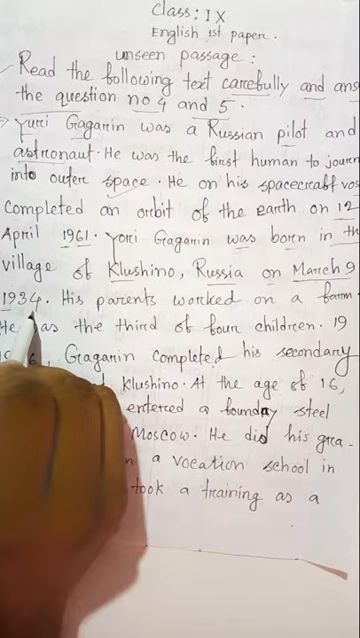 Class: IX
English 1st paper.
unseen passage:
Read the following text carefully and ans
the question no 4 and 5.
Yurri Gagarin was a Russian pilot and
astronaut. He was the first human to journ
into outer space. He on his spacecraft vos
completed an orbit of the earth on 12
April 1961. Yurri Gagarin was born in th
village of Klushino, Russia on March 9
1934. His parents worked on a farm.
He as the third of four children. 19
6, Gagarin completed his secondary
Klushino. At the age of 16,
entered a founday steel
Moscow. He did his gra-
a vocation school in
took a training as a